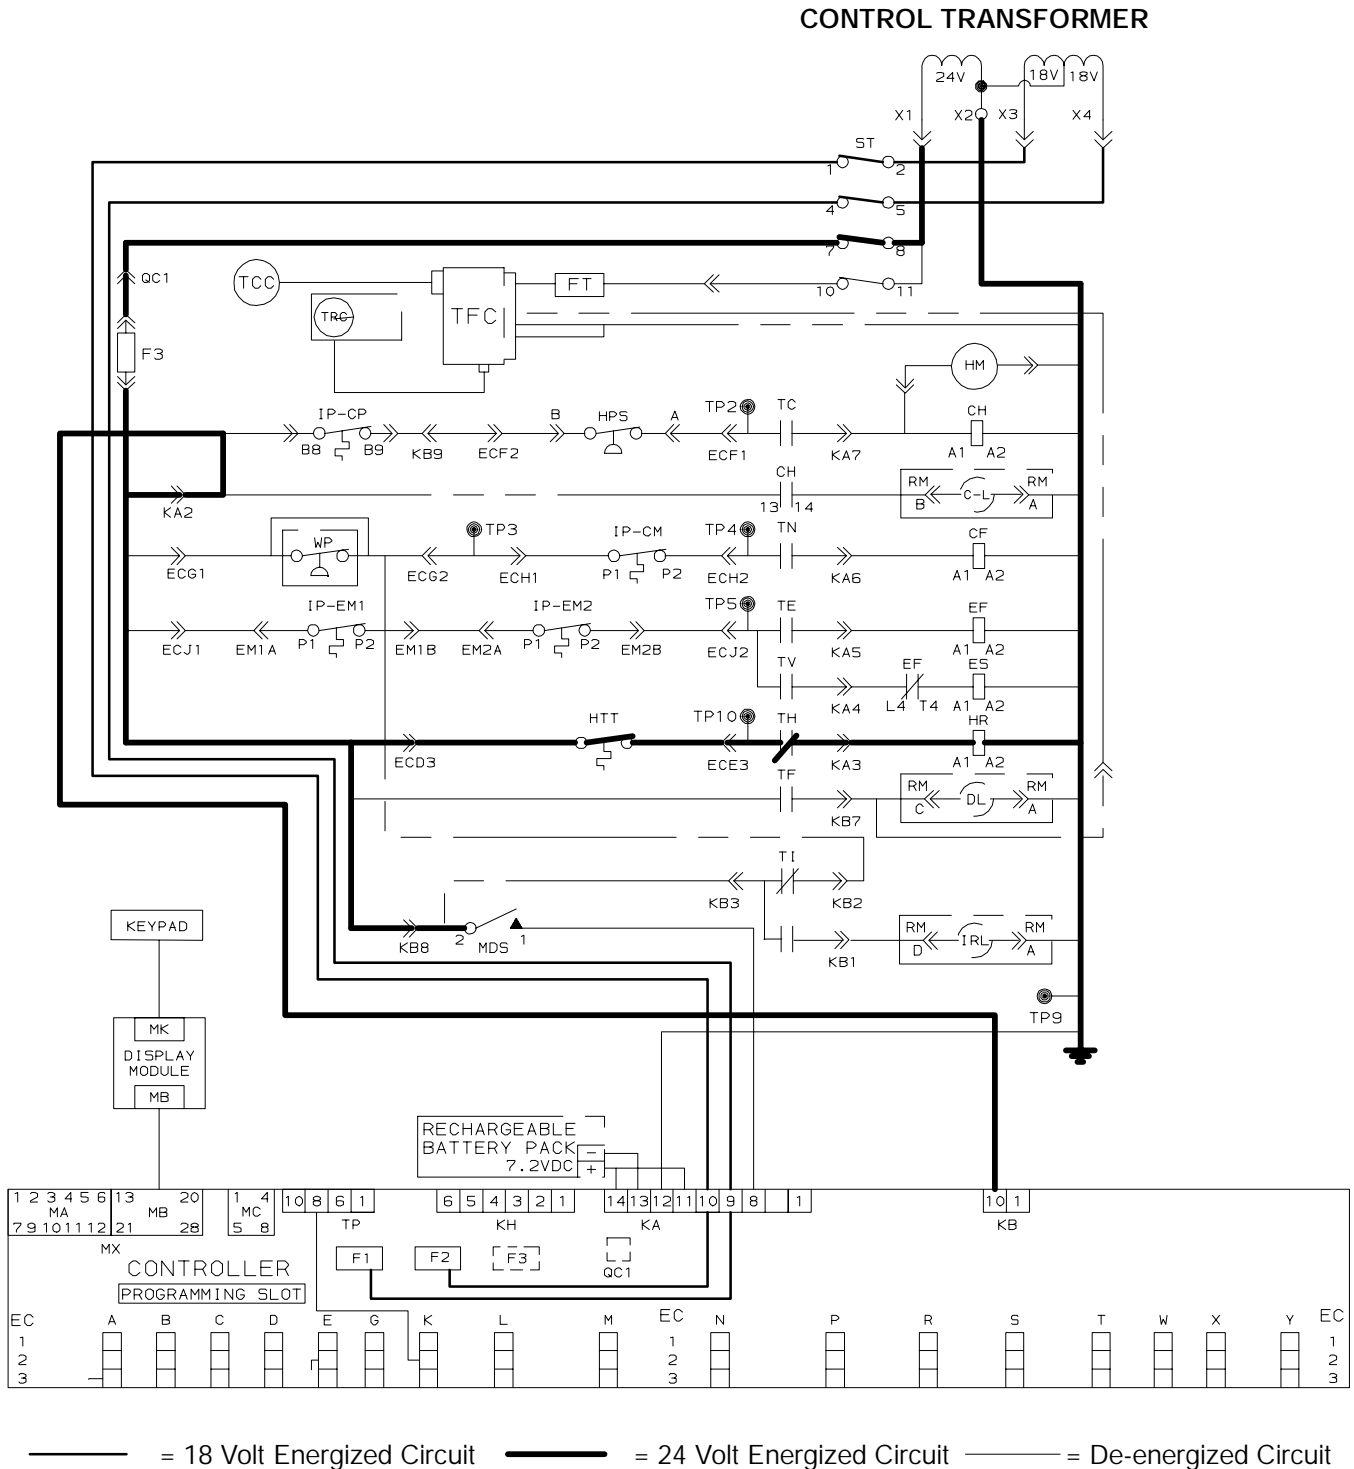 CONTROL TRANSFORMER
24V 18V 18V
X1 X2 X3 X4
ST
1 2
4 5
7 8
QC1 TCC FT 10 11
TRC TFC
F3 HM
IP-CP B HPS A TP2 TC CH
B8 B9 KB9 ECF2 ECF1 KA7 A1 A2
CH RM C-L RM
KA2 13 14 B A
WP TP3 IP-CM TP4 TN CF
ECG1 ECG2 ECH1 P1 P2 ECH2 KA6 A1 A2
IP-EM1 IP-EM2 TP5 TE EF
ECJ1 EM1A P1 P2 EM1B EM2A P1 P2 EM2B ECJ2 KA5 A1 A2
TV EF ES
KA4 L4 T4 A1 A2
HTT TP10 TH HR
ECD3 ECE3 KA3 A1 A2
TF RM DL RM
KB7 C A
TI
KB3 KB2
KEYPAD KB8 2 MDS 1 RM IRL RM
KB1 D A
TP9
MK
DISPLAY
MODULE
MB
RECHARGEABLE
BATTERY PACK -
7.2VDC +
1 2 3 4 5 6 13 20 1 4 10 8 6 1 6 5 4 3 2 1 14 13 12 11 10 9 8 1 10 1
MA MB MC TP KH KA KB
7 9 10 11 12 21 28 5 8
MX F1 F2 F3 QC1
CONTROLLER
PROGRAMMING SLOT
EC A B C D E G K L M EC N P R S T W X Y EC
1 1 1
2 2 2
3 3 3
= 18 Volt Energized Circuit = 24 Volt Energized Circuit = De-energized Circuit